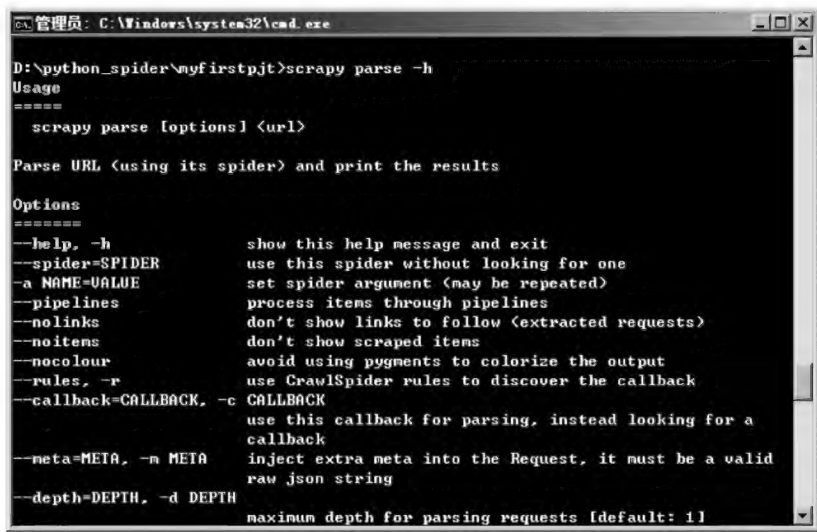 管理员: C:\Windows\system32\cmd.exe
D:\python_spider\myfirstpjt>scrapy parse -h
Usage
=====
scrapy parse [options] <url>
Parse URL (using its spider) and print the results
Options
=======
--help, -h show this help message and exit
--spider=SPIDER use this spider without looking for one
-a NAME=VALUE set spider argument (may be repeated)
--pipelines process items through pipelines
--nolinks don't show links to follow (extracted requests)
--noitems don't show scraped items
--nocolour avoid using pygments to colorize the output
--rules, -r use CrawlSpider rules to discover the callback
--callback=CALLBACK, -c CALLBACK
use this callback for parsing, instead looking for a
callback
--meta=META, -m META inject extra meta into the Request, it must be a valid
raw json string
--depth=DEPTH, -d DEPTH
maximum depth for parsing requests [default: 1]